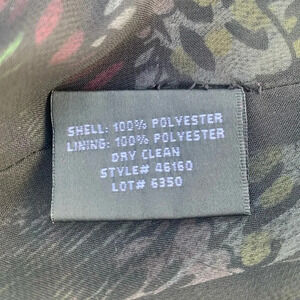 SHELL: 100% POLYESTER
LINING: 100% POLYESTER
DRY CLEAN
STYLE# 46160
LOT# 6350